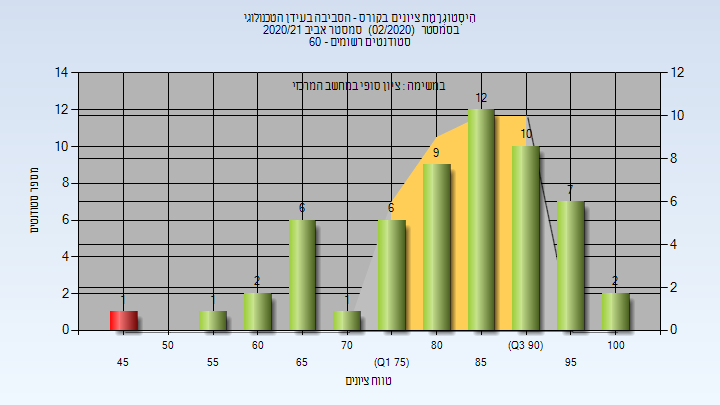 היסטוגרמת ציונים בקורס - הסביבה בעידן הטכנולוגי
בסמסטר (02/2020) סמסטר אביב 2020/21
סטודנטים רשומים - 60
במשימה : ציון סופי במחשב המרכזי
מספר סטודנטים
14 12 10 8 6 4 2 0
12 10 8 6 4 2 0
1 1 2 6 1 6 9 12 10 7 2
50 60 70 80 (Q3 90) 100
45 55 65 (Q1 75) 85 95
טווח ציונים